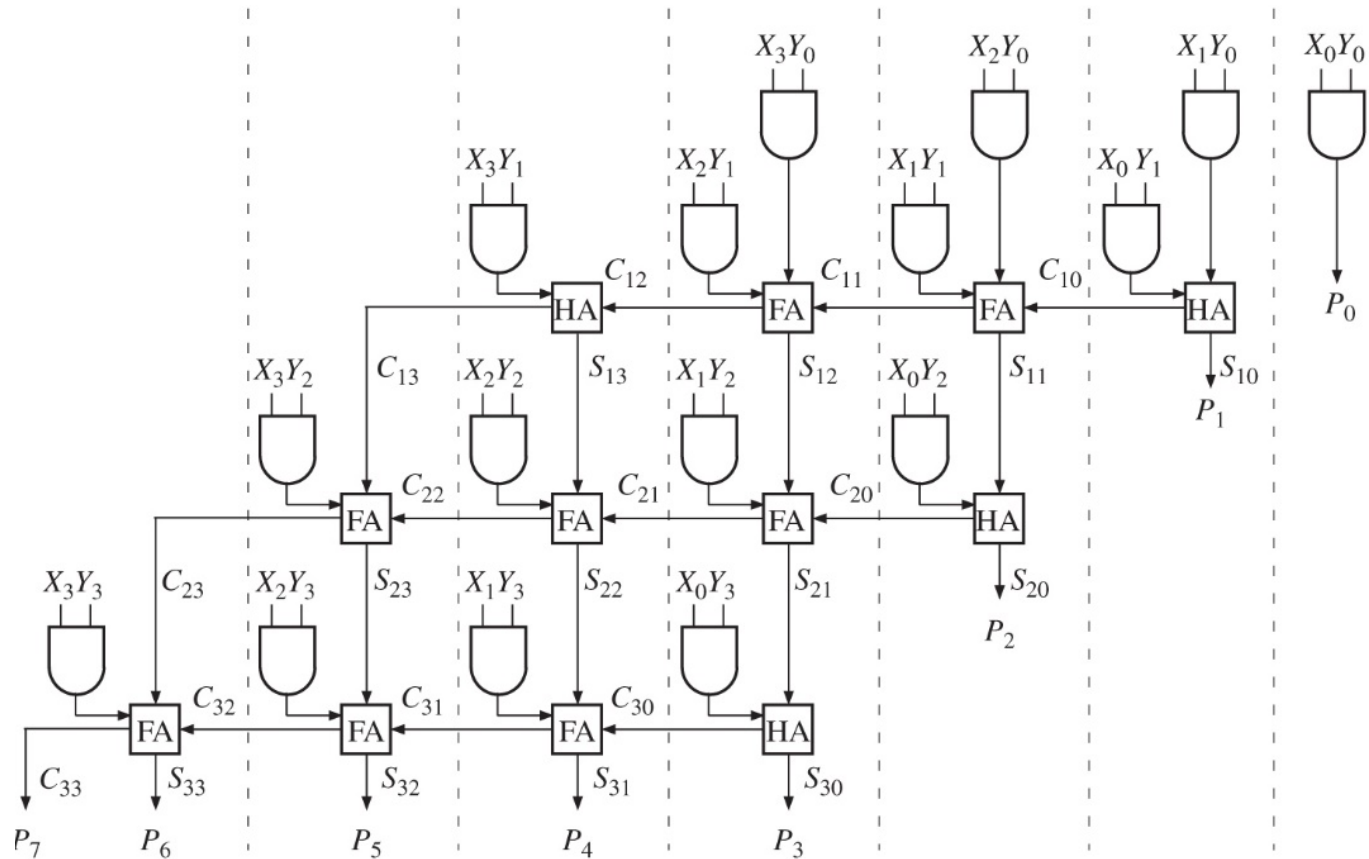 X₃Y₀ X₂Y₀ X₁Y₀ X₀Y₀
X₃Y₁ X₂Y₁ X₁Y₁ X₀ Y₁
C₁₂ C₁₁ C₁₀
HA FA FA HA P₀
C₁₃ S₁₃ S₁₂ S₁₁ S₁₀
X₃Y₂ X₂Y₂ X₁Y₂ X₀Y₂ P₁
C₂₂ C₂₁ C₂₀
FA FA FA HA
C₂₃ S₂₃ S₂₂ S₂₁ S₂₀
X₃Y₃ X₂Y₃ X₁Y₃ X₀Y₃ P₂
C₃₂ C₃₁ C₃₀
FA FA FA HA
C₃₃ S₃₃ S₃₂ S₃₁ S₃₀
P₇ P₆ P₅ P₄ P₃